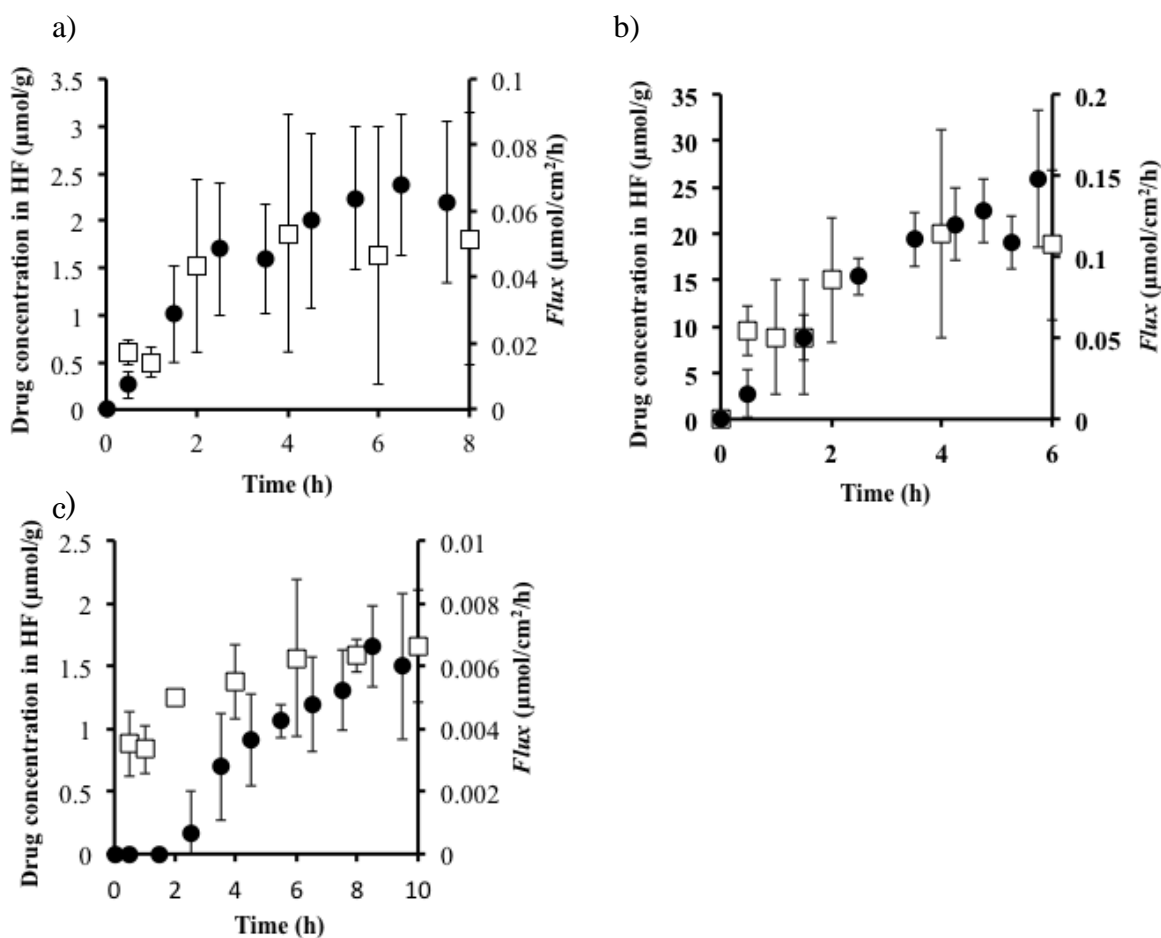 a)
Drug concentration in HF (µmol/g)
3.5
3
2.5
2
1.5
1
0.5
0
0 2 4 6 8
Time (h)
0.1
0.08
0.06
0.04
0.02
0
Flux (µmol/cm²/h)
b)
Drug concentration in HF (µmol/g)
35
30
25
20
15
10
5
0
0 2 4 6
Time (h)
0.2
0.15
0.1
0.05
0
Flux (µmol/cm²/h)
c)
Drug concentration in HF (µmol/g)
2.5
2
1.5
1
0.5
0
0 2 4 6 8 10
Time (h)
0.01
0.008
0.006
0.004
0.002
0
Flux (µmol/cm²/h)